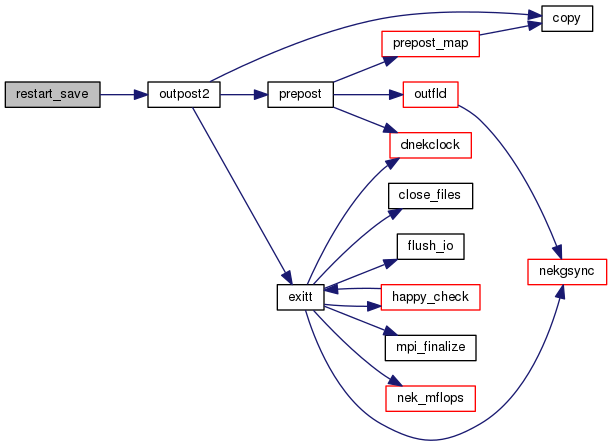 copy
prepost_map
restart_save
outpost2
prepost
outfld
dnekclock
close_files
flush_io
nekgsync
exitt
happy_check
mpi_finalize
nek_mflops